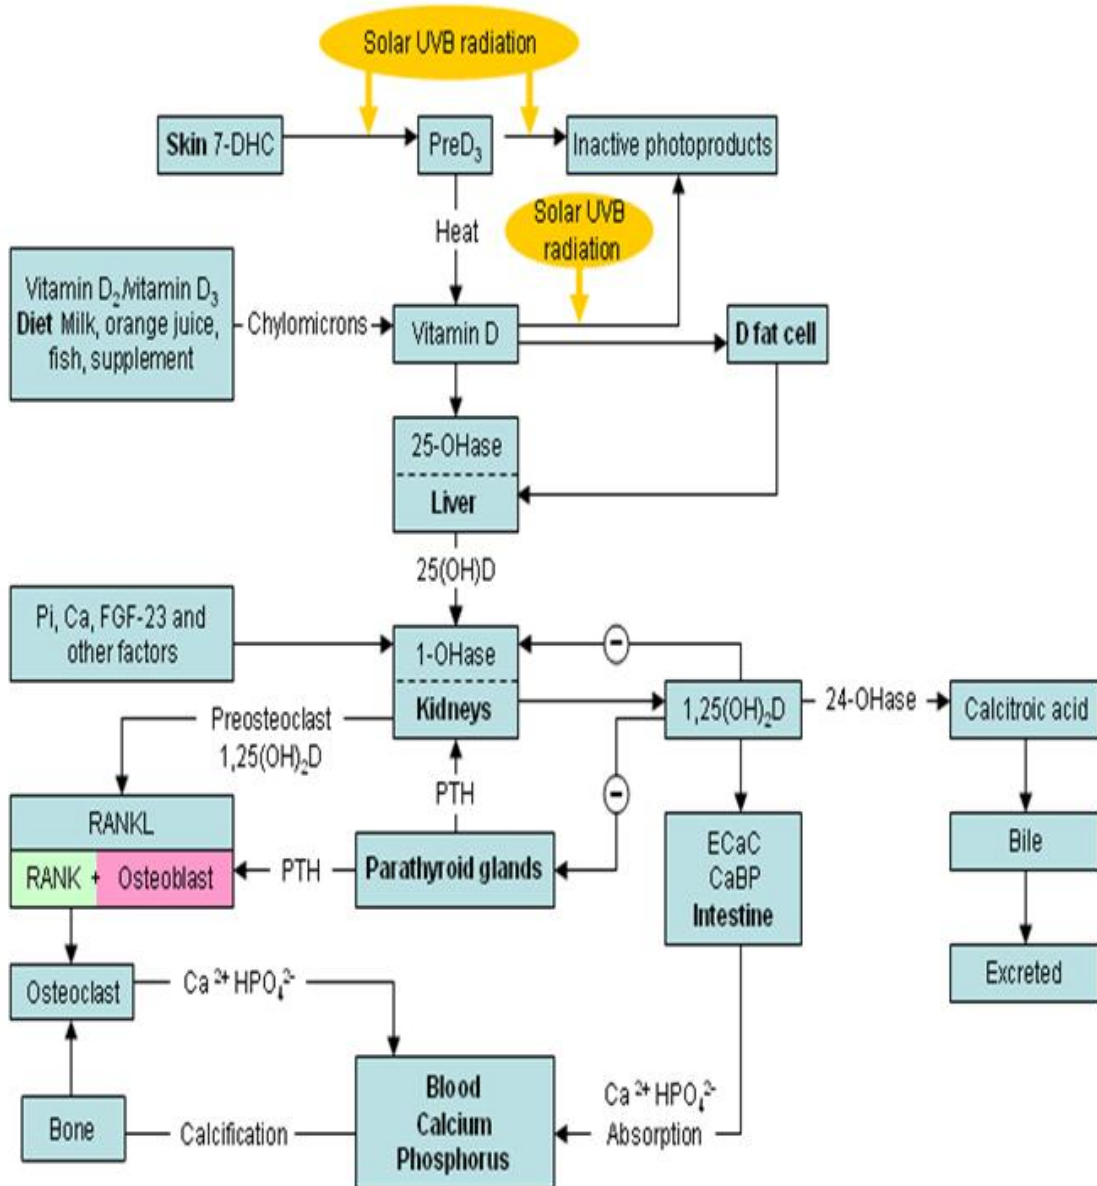 Solar UVB radiation
Skin 7-DHC
PreD₃
Inactive photoproducts
Heat
Solar UVB
radiation
Vitamin D₂/vitamin D₃
Diet Milk, orange juice,
fish, supplement
Chylomicrons
Vitamin D
D fat cell
25-OHase
Liver
25(OH)D
Pi, Ca, FGF-23 and
other factors
1-OHase
Kidneys
−
1,25(OH)₂D
24-OHase
Calcitroic acid
Preosteoclast
1,25(OH)₂D
PTH
−
RANKL
RANK + Osteoblast
PTH
Parathyroid glands
ECaC
CaBP
Intestine
Bile
Excreted
Osteoclast
Ca²⁺ HPO₄²⁻
Bone
Calcification
Blood
Calcium
Phosphorus
Ca²⁺ HPO₄²⁻
Absorption